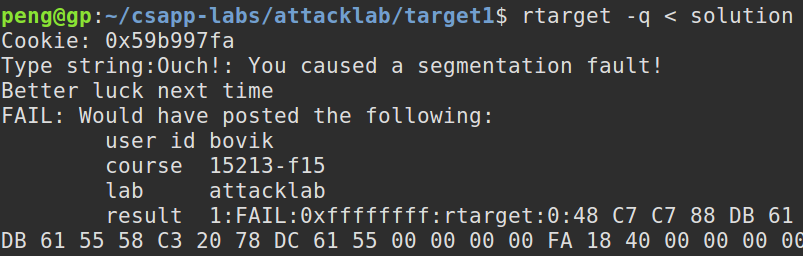 peng@gp:~/csapp-labs/attacklab/target1$ rtarget -q < solution
Cookie: 0x59b997fa
Type string:Ouch!: You caused a segmentation fault!
Better luck next time
FAIL: Would have posted the following:
user id bovik
course 15213-f15
lab attacklab
result 1:FAIL:0xffffffff:rtarget:0:48 C7 C7 88 DB 61
DB 61 55 58 C3 20 78 DC 61 55 00 00 00 00 FA 18 40 00 00 00 00